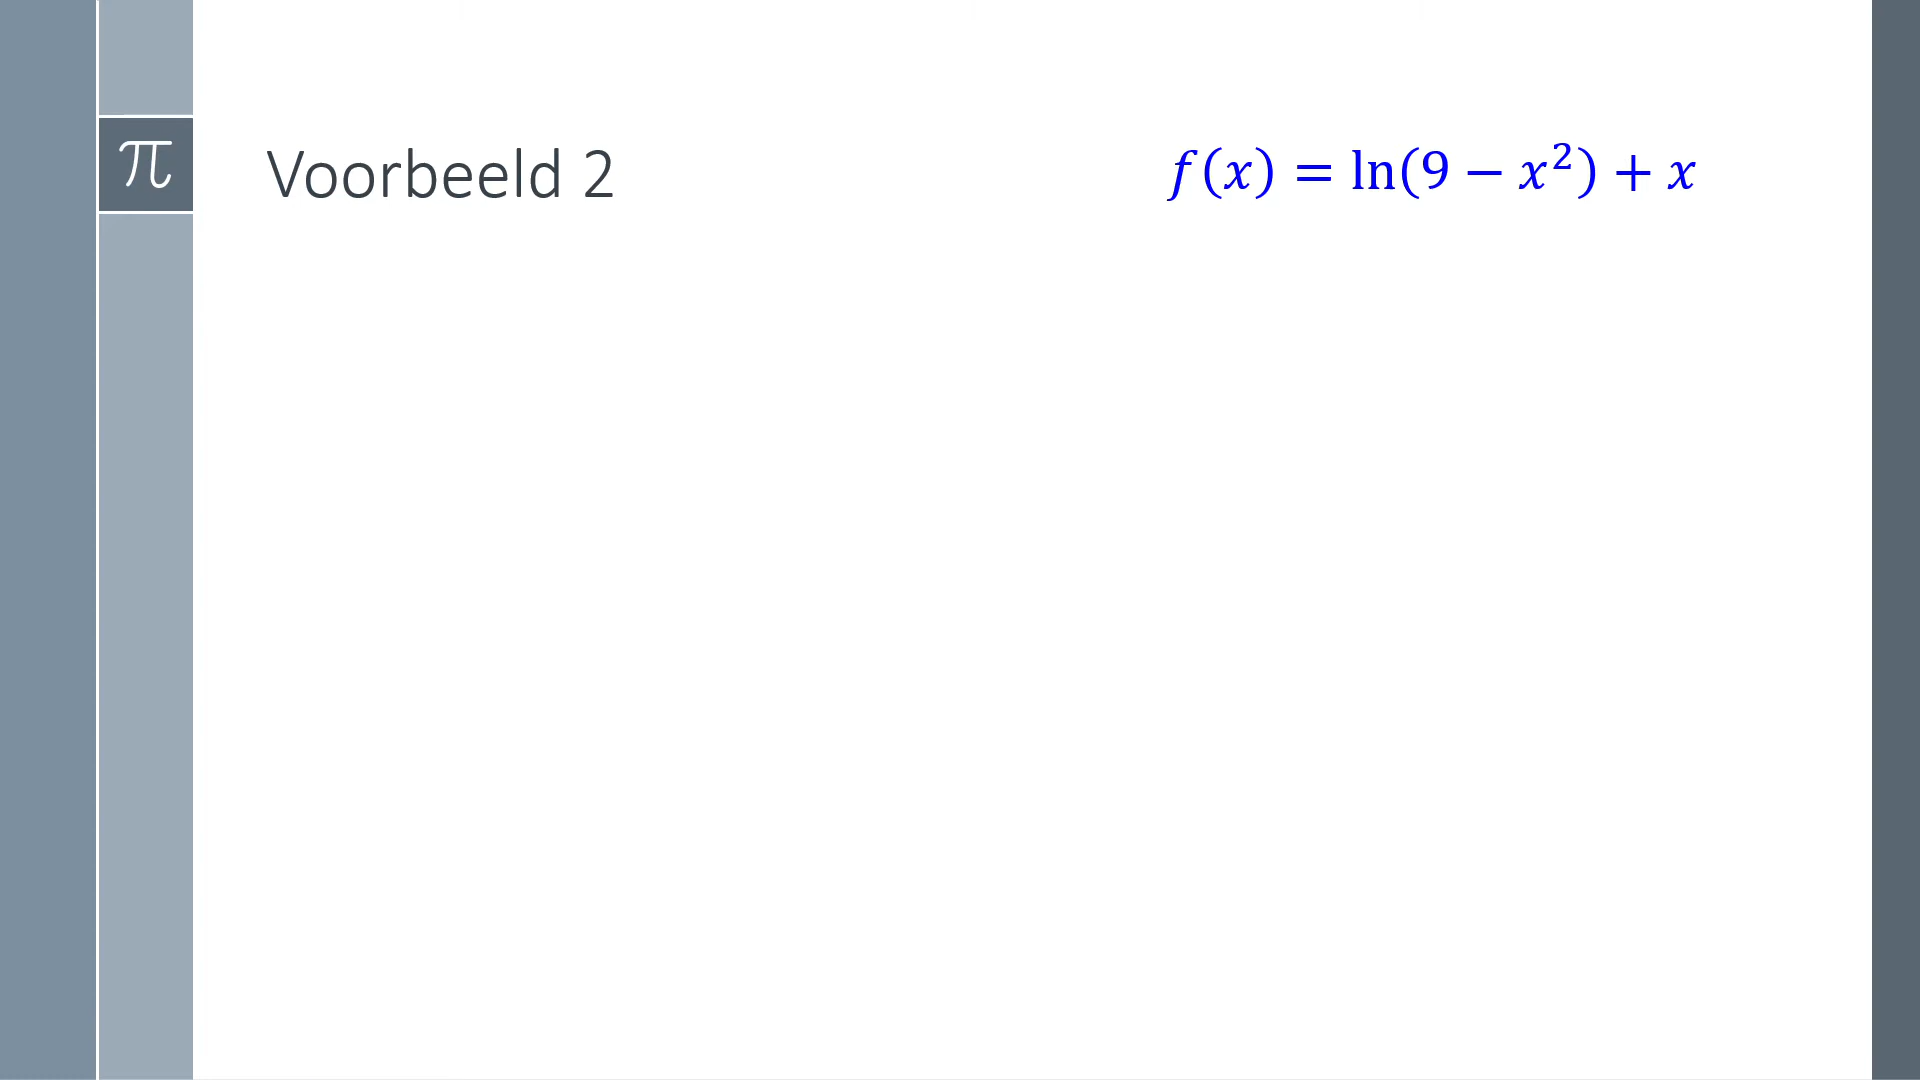 π
Voorbeeld 2
f(x) = ln(9 − x²) + x